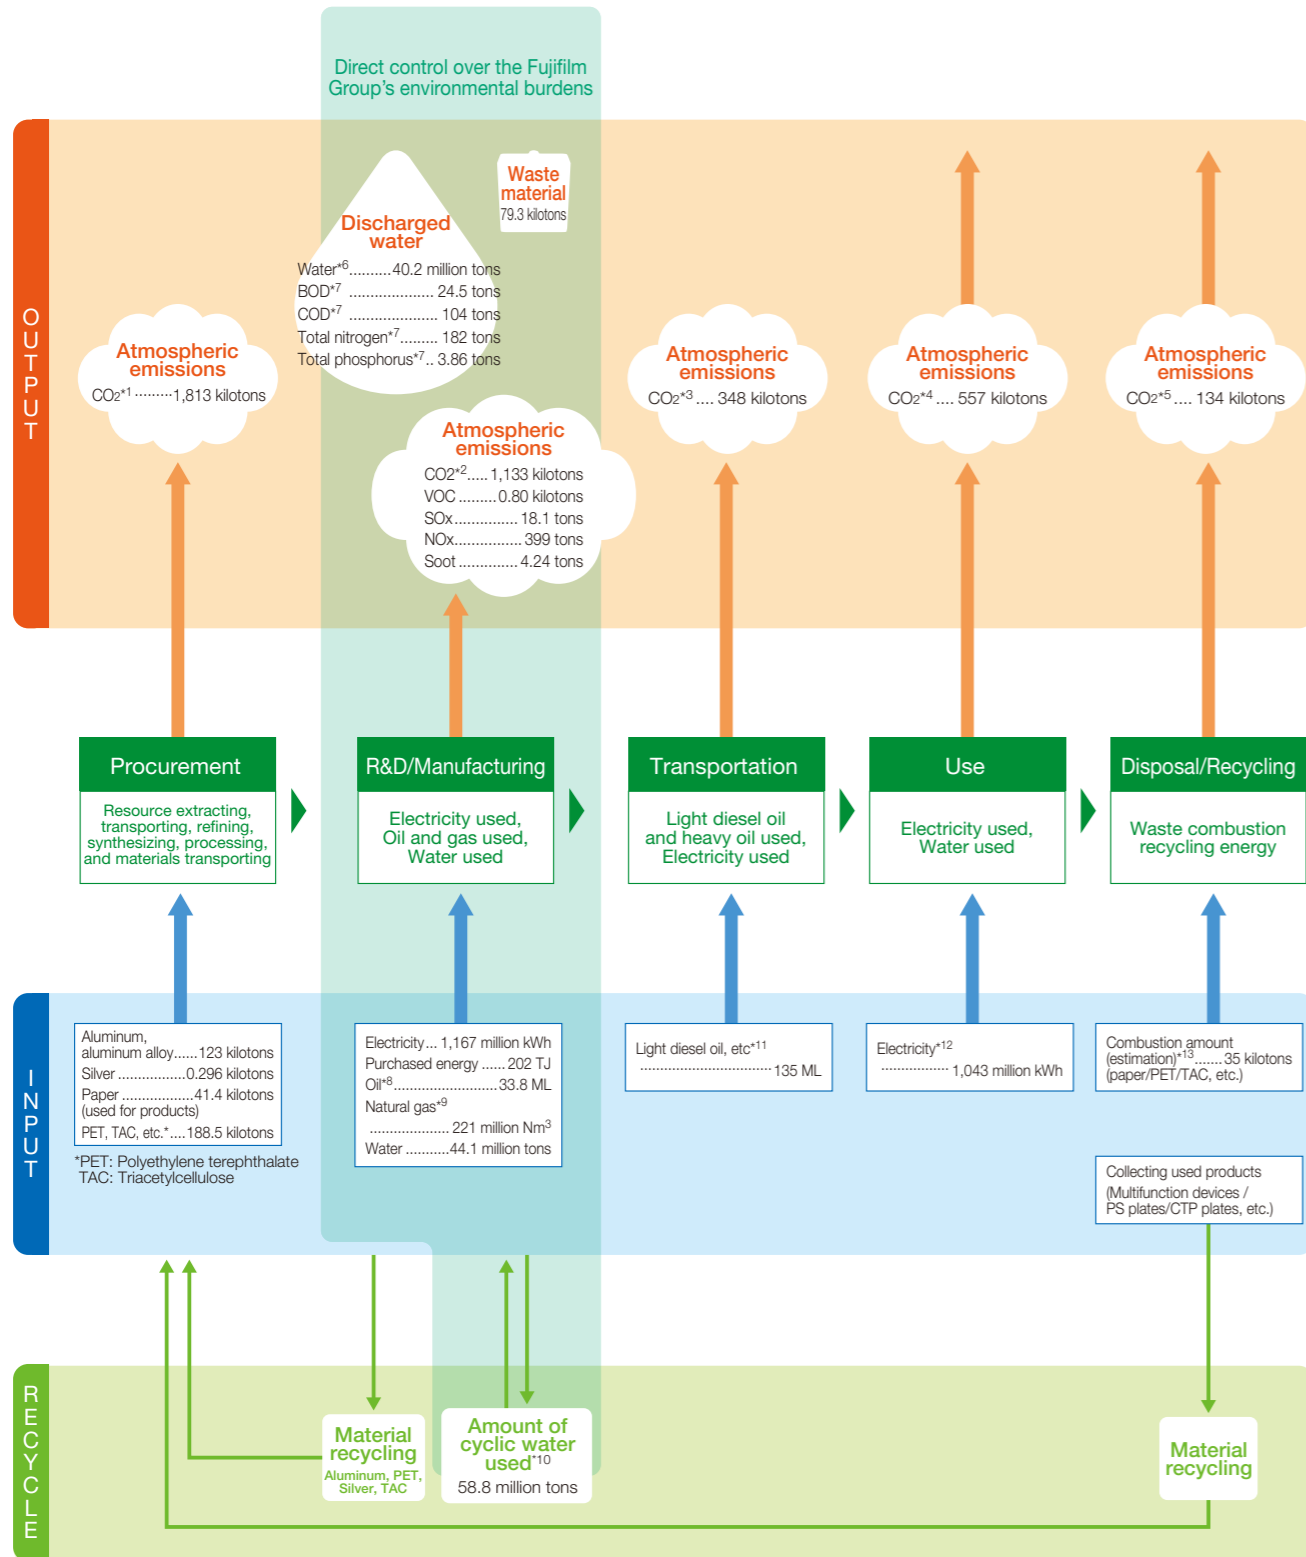 Direct control over the Fujifilm
Group's environmental burdens
OUTPUT
Waste
material
79.3 kilotons
Discharged
water
Water*6..........40.2 million tons
BOD*7 .................... 24.5 tons
COD*7 .................... 104 tons
Total nitrogen*7......... 182 tons
Total phosphorus*7.. 3.86 tons
Atmospheric
emissions
CO2*1 ·········1,813 kilotons
Atmospheric
emissions
CO2*2..... 1,133 kilotons
VOC .........0.80 kilotons
SOx............... 18.1 tons
NOx................ 399 tons
Soot .............. 4.24 tons
Atmospheric
emissions
CO2*3 .... 348 kilotons
Atmospheric
emissions
CO2*4 .... 557 kilotons
Atmospheric
emissions
CO2*5 .... 134 kilotons
Procurement
Resource extracting,
transporting, refining,
synthesizing, processing,
and materials transporting
R&D/Manufacturing
Electricity used,
Oil and gas used,
Water used
Transportation
Light diesel oil
and heavy oil used,
Electricity used
Use
Electricity used,
Water used
Disposal/Recycling
Waste combustion
recycling energy
INPUT
Aluminum,
aluminum alloy......123 kilotons
Silver ................0.296 kilotons
Paper .................41.4 kilotons
(used for products)
PET, TAC, etc.*....188.5 kilotons
*PET: Polyethylene terephthalate
TAC: Triacetylcellulose
Electricity... 1,167 million kWh
Purchased energy ...... 202 TJ
Oil*8.........................33.8 ML
Natural gas*9
.................... 221 million Nm3
Water ...........44.1 million tons
Light diesel oil, etc*11
································ 135 ML
Electricity*12
················ 1,043 million kWh
Combustion amount
(estimation)*13....... 35 kilotons
(paper/PET/TAC, etc.)
Collecting used products
(Multifunction devices /
PS plates/CTP plates, etc.)
RECYCLE
Material
recycling
Aluminum, PET,
Silver, TAC
Amount of
cyclic water
used*10
58.8 million tons
Material
recycling